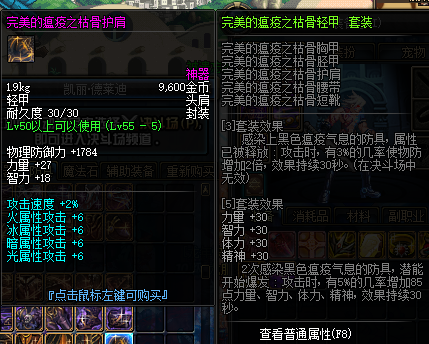 完美的瘟疫之枯骨护肩
神器
1.9kg 9,600金币
轻甲 头肩
耐久度 30/30 封装
Lv50以上可以使用 (Lv55 - 5)
物理防御力 +1784
力量 +27
智力 +18
攻击速度 +2%
火属性攻击 +6
冰属性攻击 +6
暗属性攻击 +6
光属性攻击 +6
『点击鼠标左键可购买』
完美的瘟疫之枯骨轻甲 套装
完美的瘟疫之枯骨胸甲
完美的瘟疫之枯骨胫甲
完美的瘟疫之枯骨护肩
完美的瘟疫之枯骨腰带
完美的瘟疫之枯骨短靴
[3]套装效果
感染上黑色瘟疫气息的防具，属性
已被释放：攻击时，有3%的几率使物防
增加2倍，效果持续30秒。(在决斗场中
无效)
[5]套装效果
力量 +30
智力 +30
体力 +30
精神 +30
2次感染黑色瘟疫气息的防具，潜能
开始爆发：攻击时，有5%的几率增加85
点力量、智力、体力、精神，效果持续30
秒。
查看普通属性(F8)